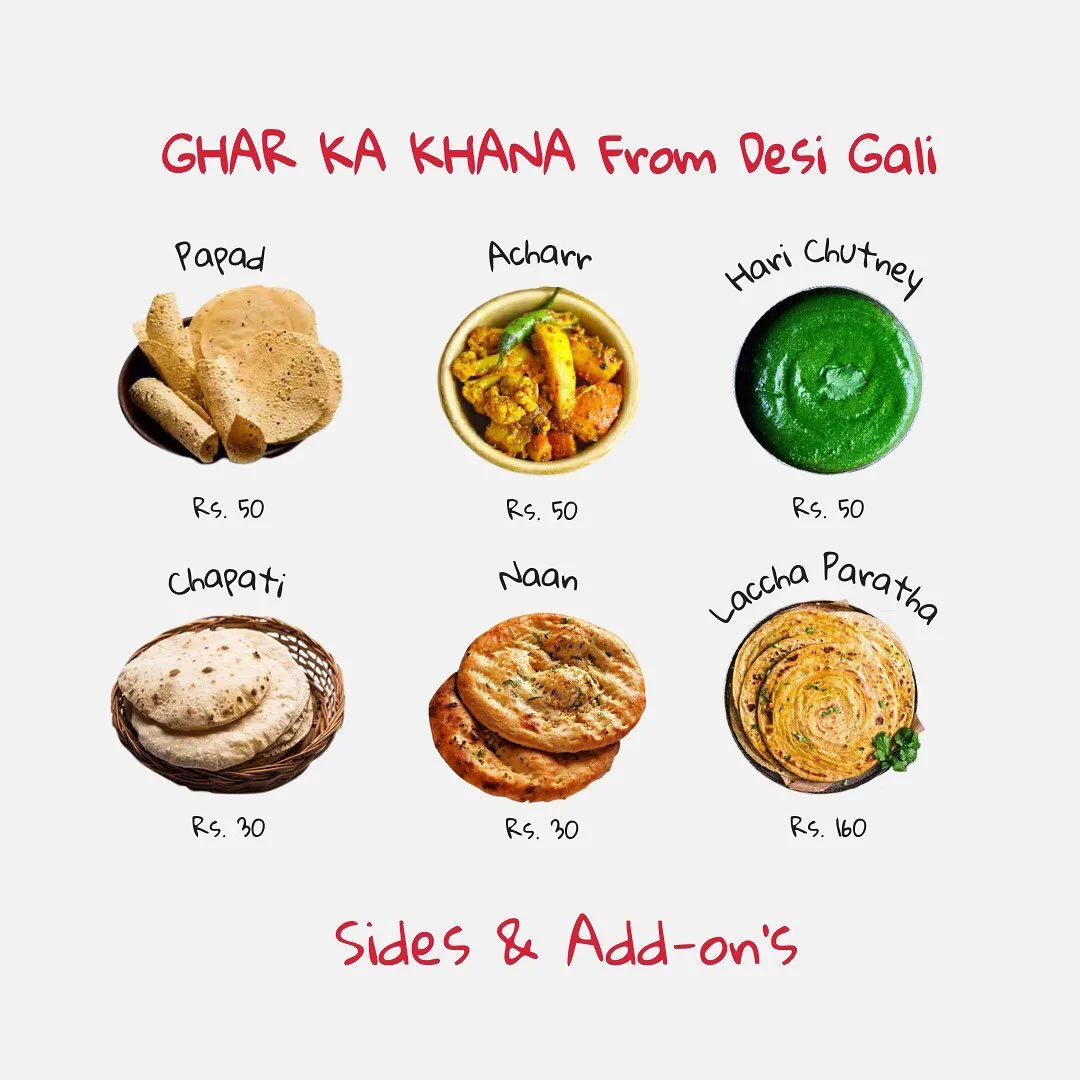 GHAR KA KHANA From Desi Gali
Papad
Acharr
Hari Chutney
Rs. 50
Rs. 50
Rs. 50
Chapati
Naan
Laccha Paratha
Rs. 30
Rs. 30
Rs. 160
Sides & Add-on's